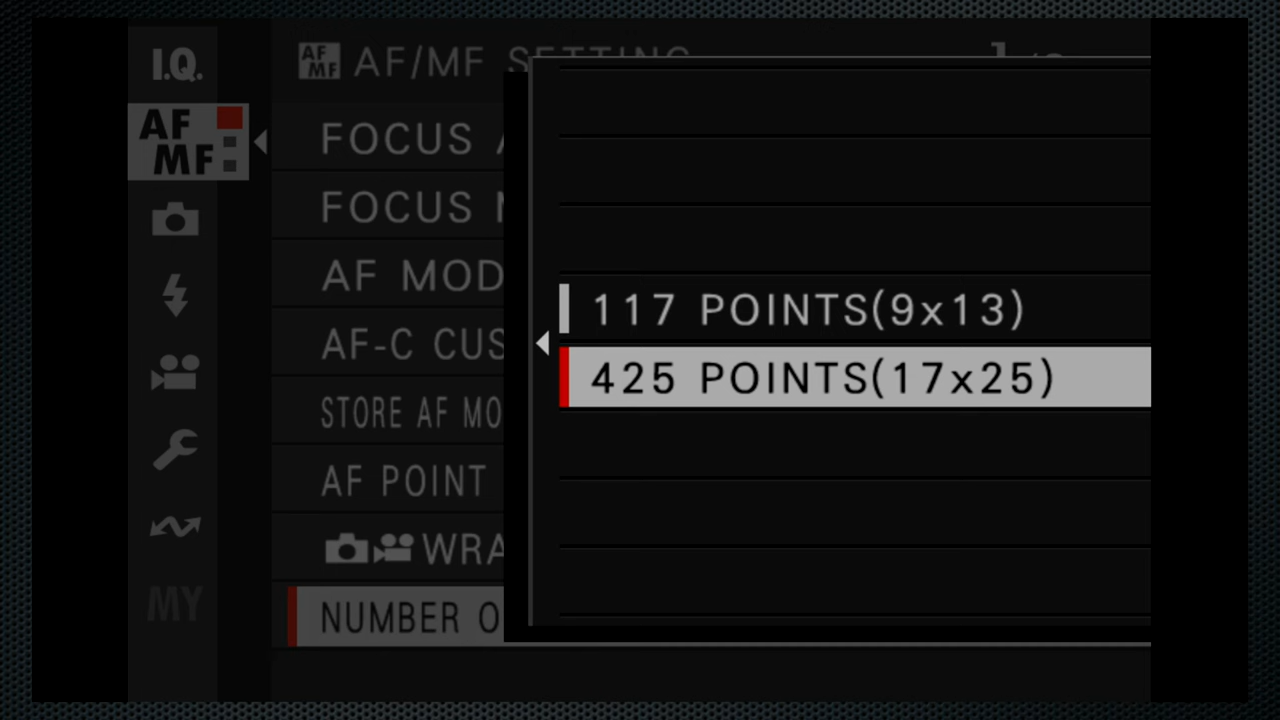 I.Q.
AF/MF SETTING
AF
MF
FOCUS
FOCUS
AF MOD
AF-C CUS
STORE AF MO
AF POINT
WRA
NUMBER O
MY
117 POINTS(9x13)
425 POINTS(17x25)